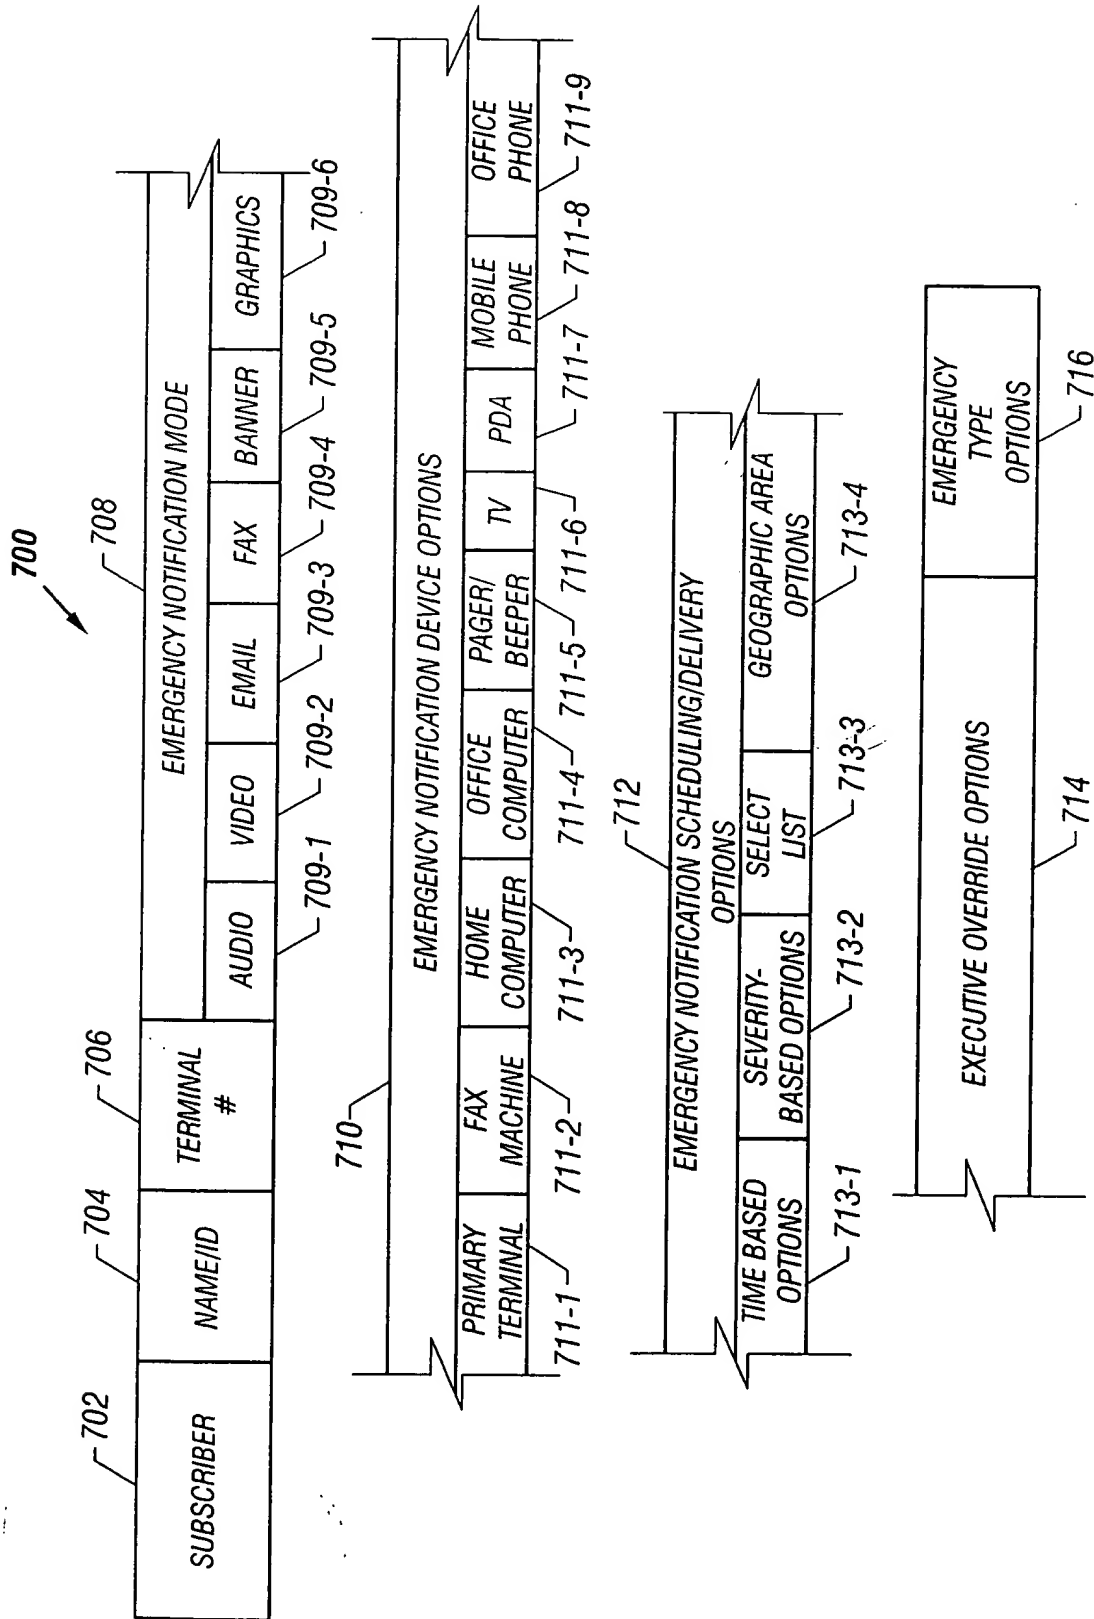 700
702
704
706
708
SUBSCRIBER
NAME/ID
TERMINAL
#
EMERGENCY NOTIFICATION MODE
AUDIO
VIDEO
EMAIL
FAX
BANNER
GRAPHICS
709-1
709-2
709-3
709-4
709-5
709-6
710
EMERGENCY NOTIFICATION DEVICE OPTIONS
PRIMARY
TERMINAL
FAX
MACHINE
HOME
COMPUTER
OFFICE
COMPUTER
PAGER/
BEEPER
TV
PDA
MOBILE
PHONE
OFFICE
PHONE
711-1
711-2
711-3
711-4
711-5
711-6
711-7
711-8
711-9
712
EMERGENCY NOTIFICATION SCHEDULING/DELIVERY
OPTIONS
TIME BASED
OPTIONS
SEVERITY-
BASED OPTIONS
SELECT
LIST
GEOGRAPHIC AREA
OPTIONS
713-1
713-2
713-3
713-4
EXECUTIVE OVERRIDE OPTIONS
EMERGENCY
TYPE
OPTIONS
714
716